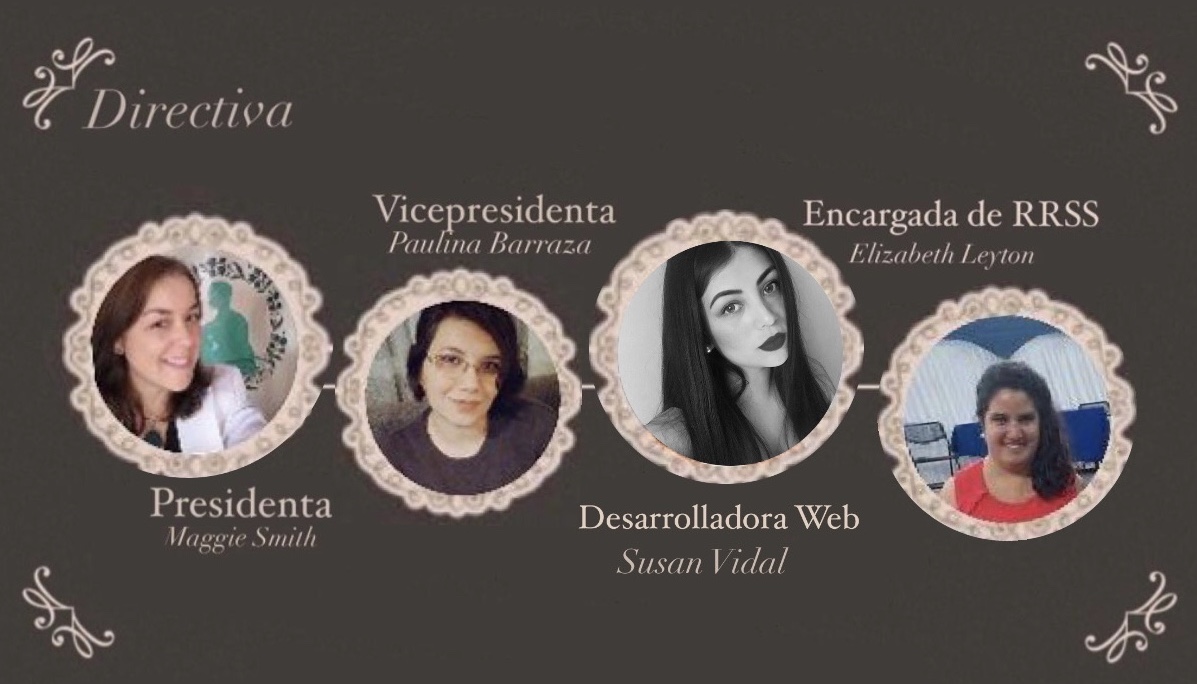 Directiva
Presidenta
Maggie Smith
Vicepresidenta
Paulina Barraza
Desarrolladora Web
Susan Vidal
Encargada de RRSS
Elizabeth Leyton